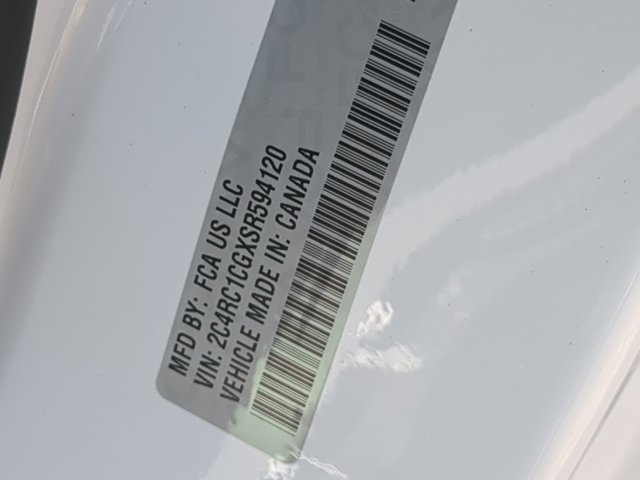 MFD BY: FCA US LLC
VIN: 2C4RC1CGXSR594120
VEHICLE MADE IN: CANADA